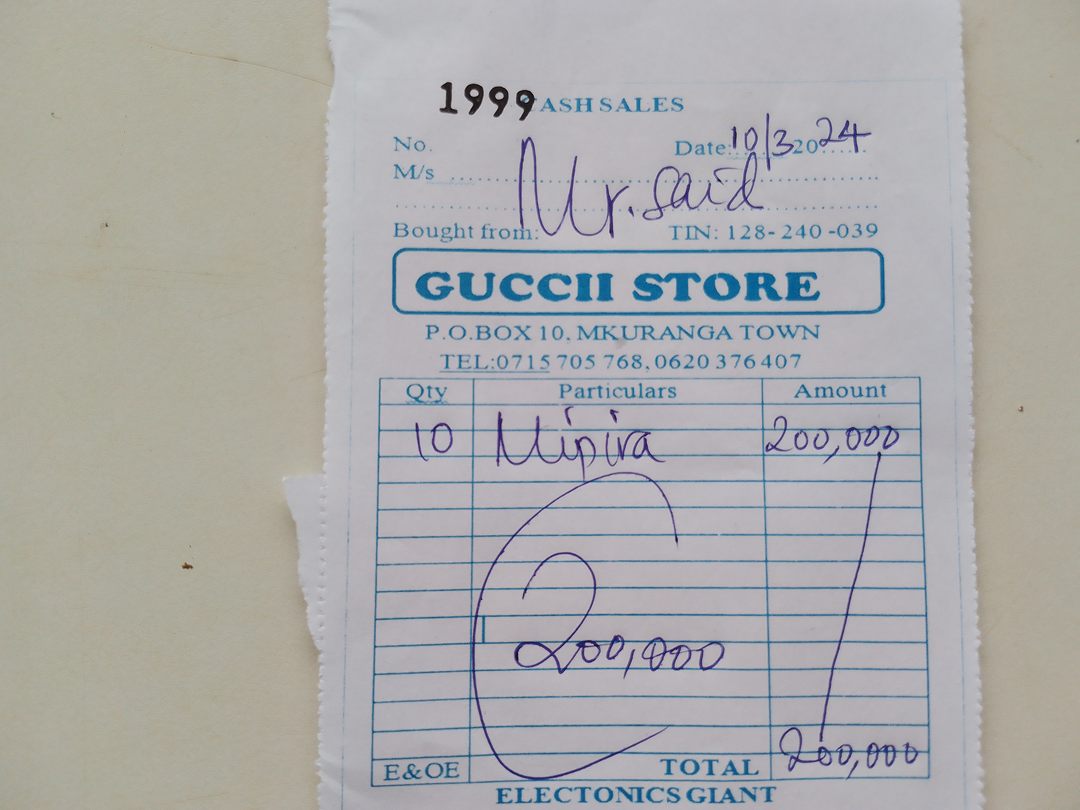 1999 CASH SALES
No. Date: 10/3 2024
M/s Mr. Said
Bought from: TIN: 128-240-039
GUCCII STORE
P.O.BOX 10, MKURANGA TOWN
TEL:0715 705 768, 0620 376 407
Qty Particulars Amount
10 Mipira 200,000
200,000
200,000
E&OE TOTAL
ELECTONICS GIANT